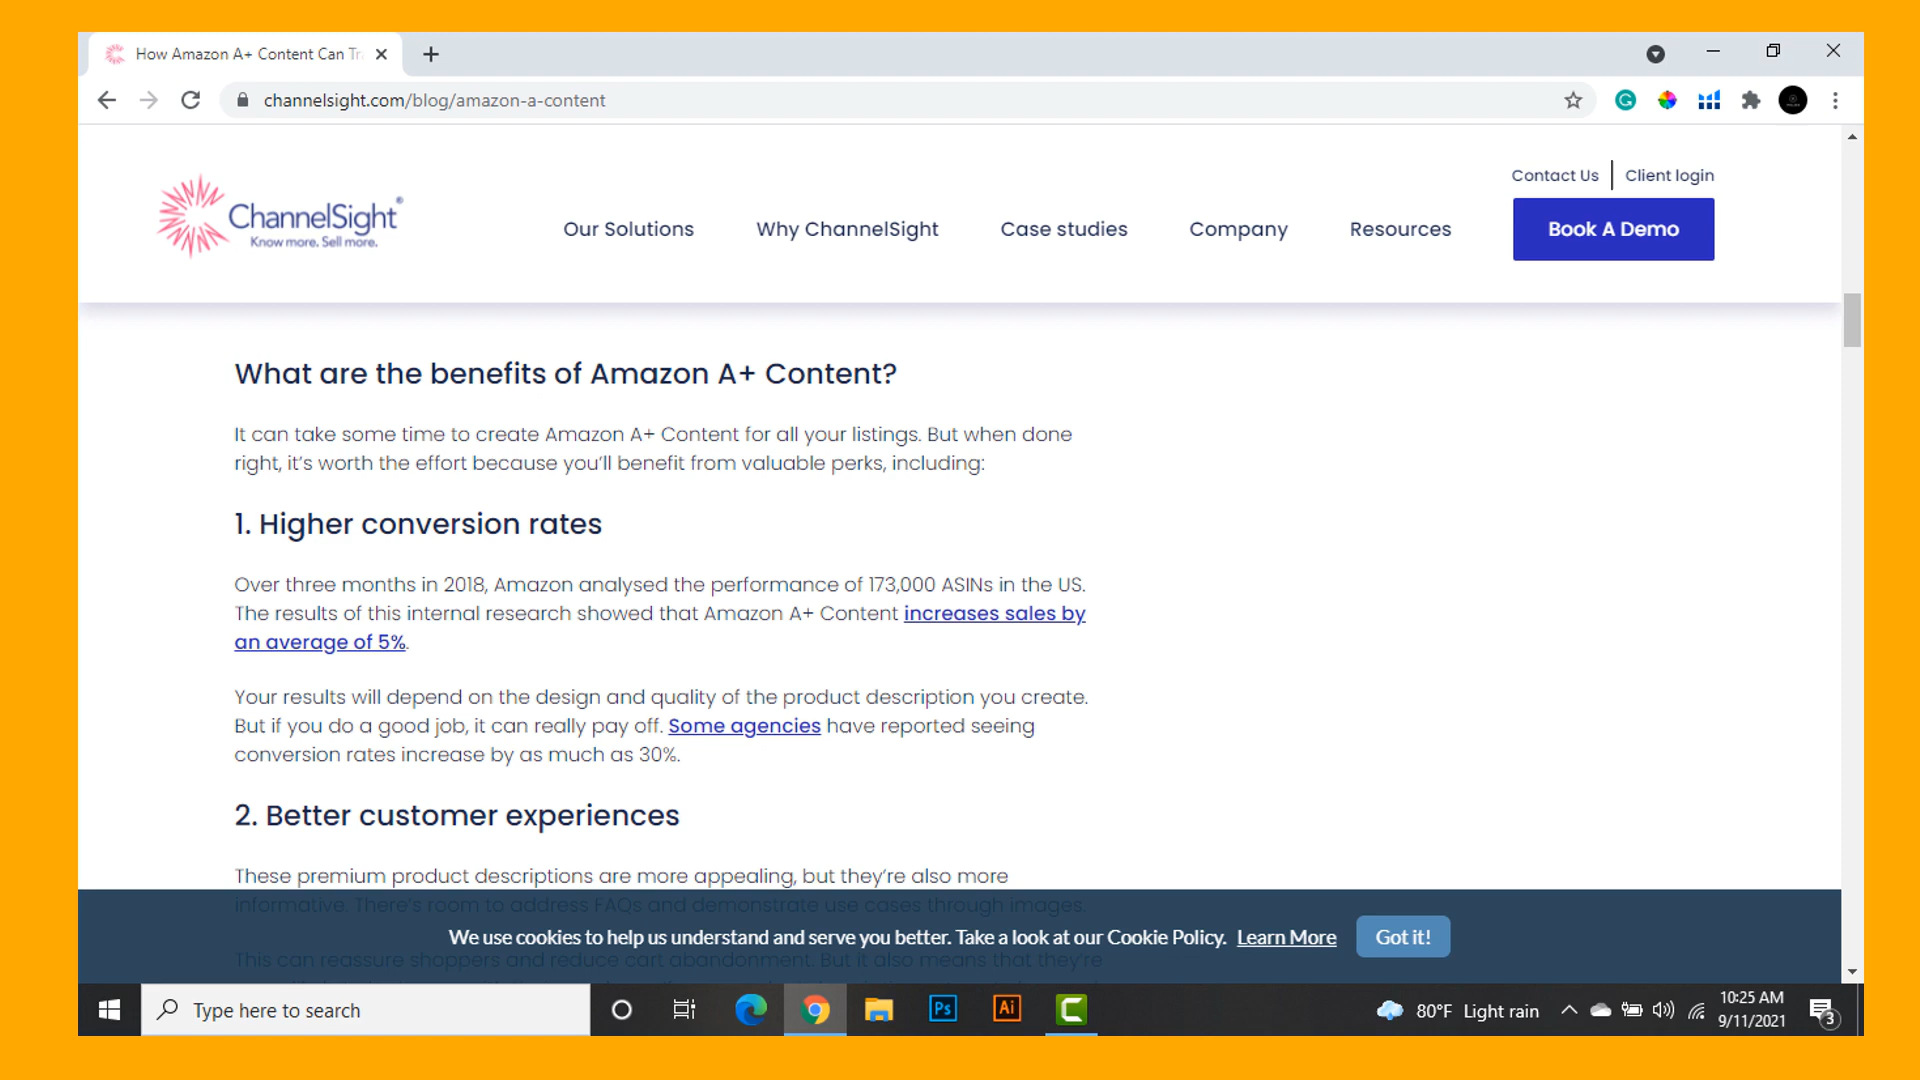 How Amazon A+ Content Can Tr
channelsight.com/blog/amazon-a-content
Contact Us
Client login
ChannelSight®
Know more. Sell more.
Our Solutions
Why ChannelSight
Case studies
Company
Resources
Book A Demo
What are the benefits of Amazon A+ Content?
It can take some time to create Amazon A+ Content for all your listings. But when done
right, it’s worth the effort because you’ll benefit from valuable perks, including:
1. Higher conversion rates
Over three months in 2018, Amazon analysed the performance of 173,000 ASINs in the US.
The results of this internal research showed that Amazon A+ Content increases sales by
an average of 5%.
Your results will depend on the design and quality of the product description you create.
But if you do a good job, it can really pay off. Some agencies have reported seeing
conversion rates increase by as much as 30%.
2. Better customer experiences
These premium product descriptions are more appealing, but they’re also more
informative. There’s room to address FAQs and demonstrate use cases through images.
We use cookies to help us understand and serve you better. Take a look at our Cookie Policy. Learn More
Got it!
This can reassure shoppers and reduce cart abandonment. But it also means that they’re
Type here to search
Ps
Ai
80°F Light rain
10:25 AM
9/11/2021
3